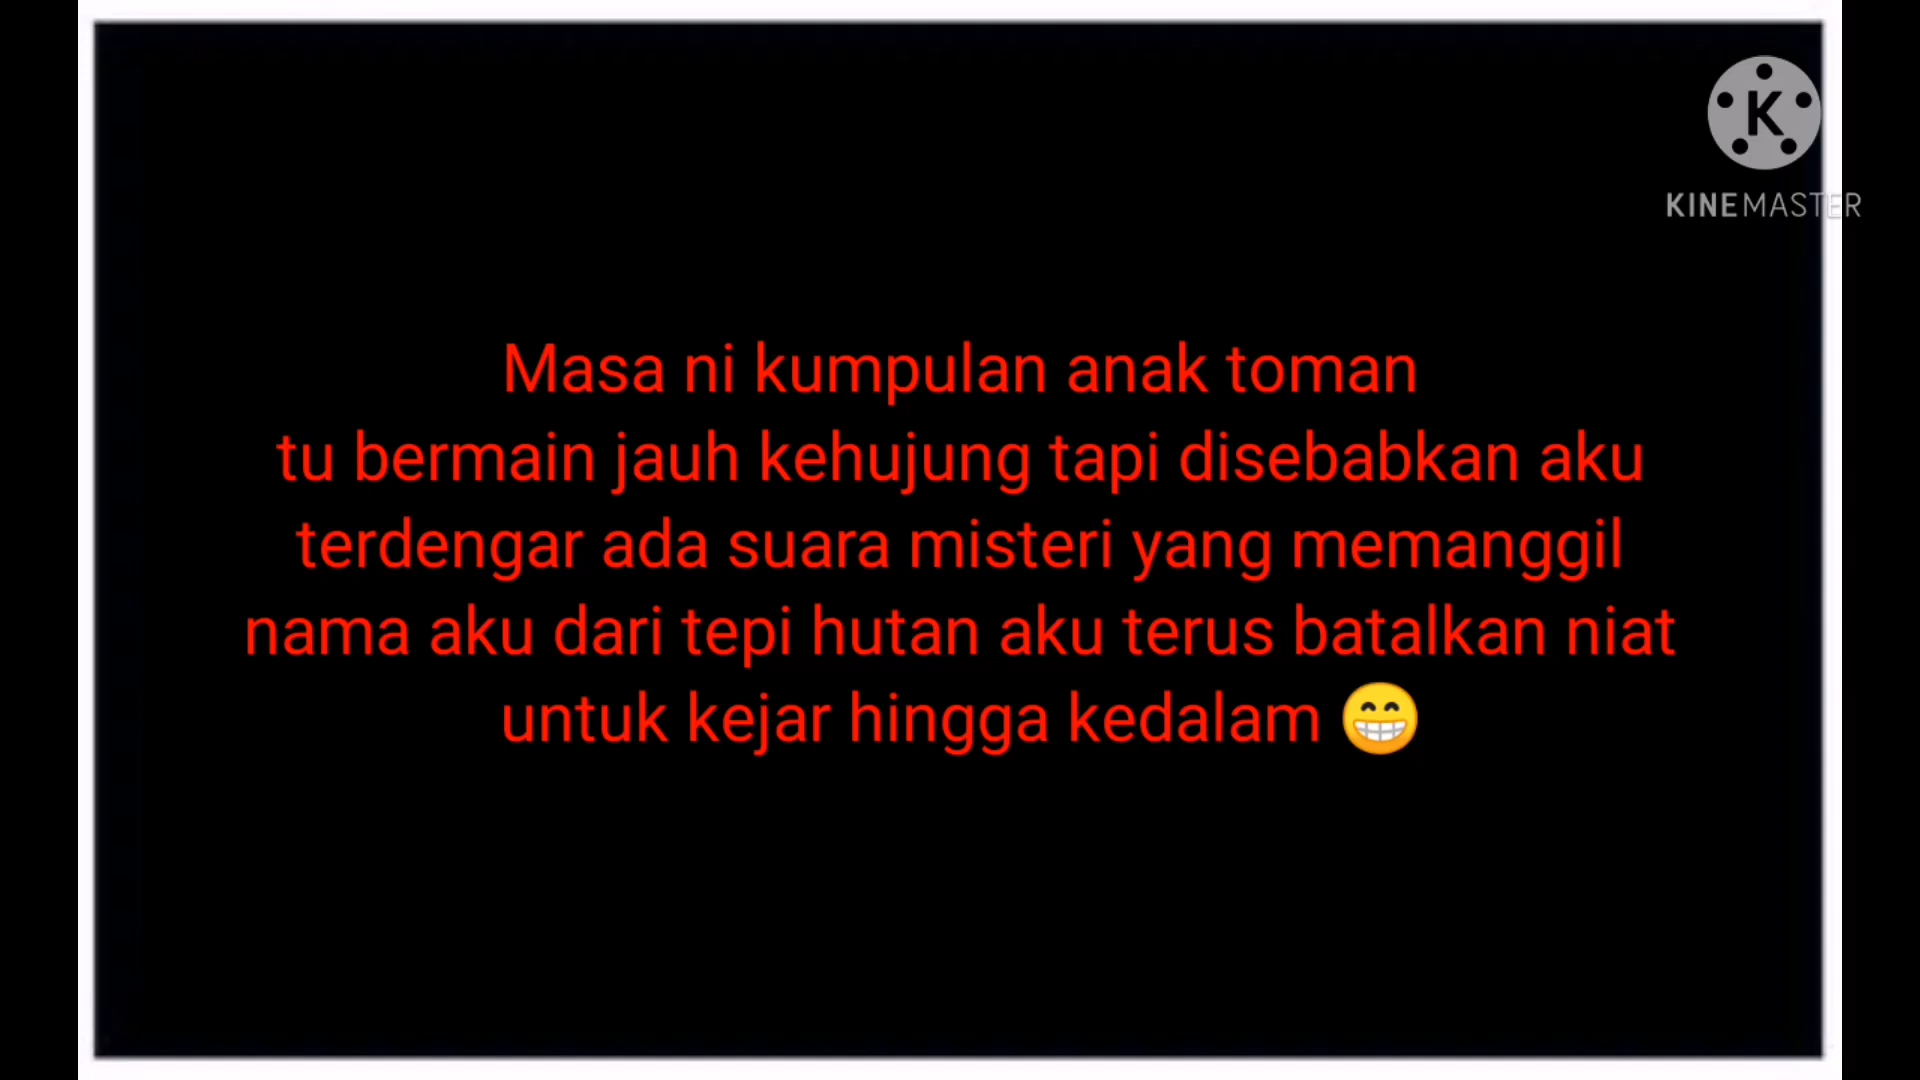 K
KINEMASTER
Masa ni kumpulan anak toman
tu bermain jauh kehujung tapi disebabkan aku
terdengar ada suara misteri yang memanggil
nama aku dari tepi hutan aku terus batalkan niat
untuk kejar hingga kedalam 😁